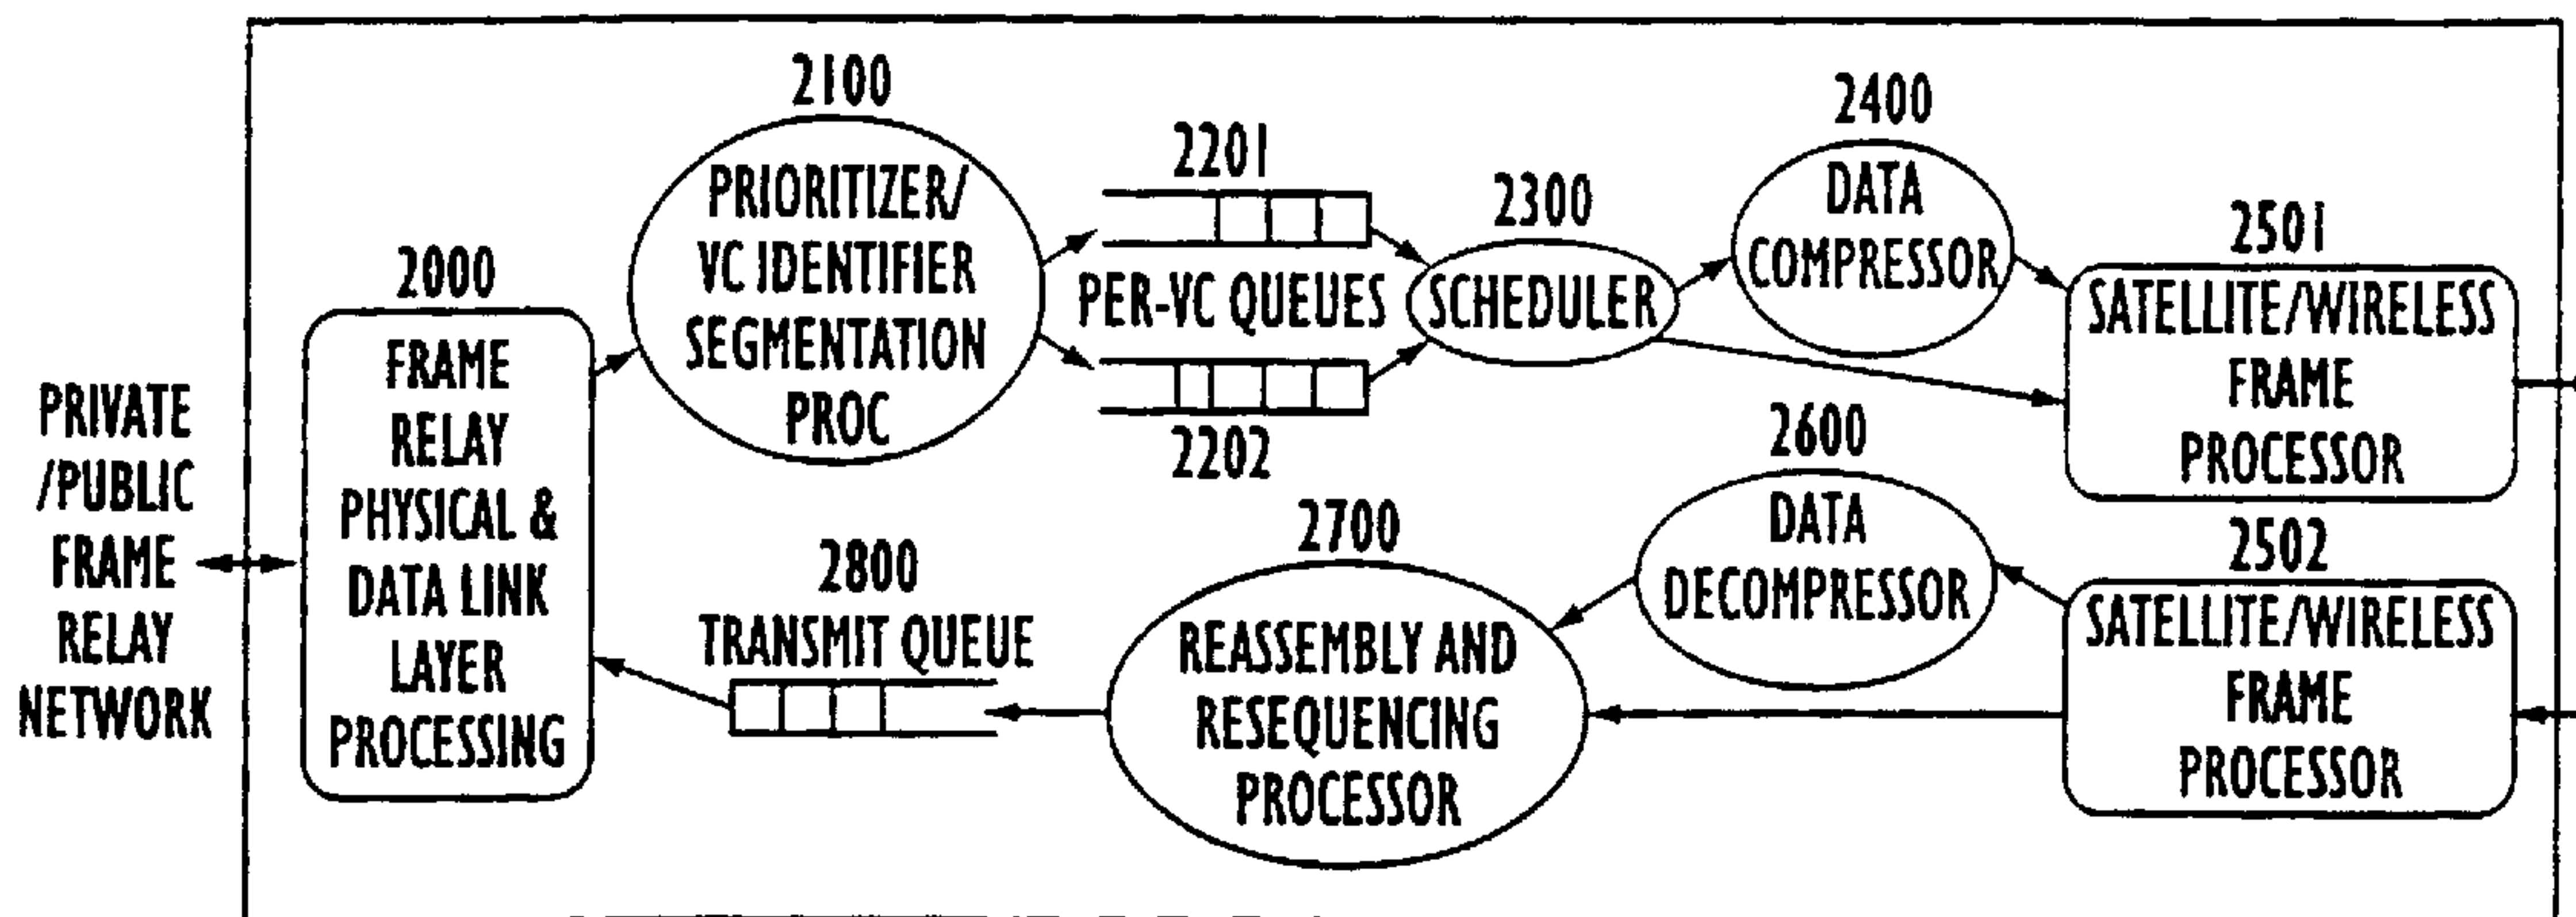 PRIVATE
/PUBLIC
FRAME
RELAY
NETWORK
2000
FRAME
RELAY
PHYSICAL &
DATA LINK
LAYER
PROCESSING
2100
PRIORITIZER/
VC IDENTIFIER
SEGMENTATION
PROC
2201
PER-VC QUEUES
2202
2300
SCHEDULER
2400
DATA
COMPRESSOR
2501
SATELLITE/WIRELESS
FRAME
PROCESSOR
2502
SATELLITE/WIRELESS
FRAME
PROCESSOR
2600
DATA
DECOMPRESSOR
2700
REASSEMBLY AND
RESEQUENCING
PROCESSOR
2800
TRANSMIT QUEUE